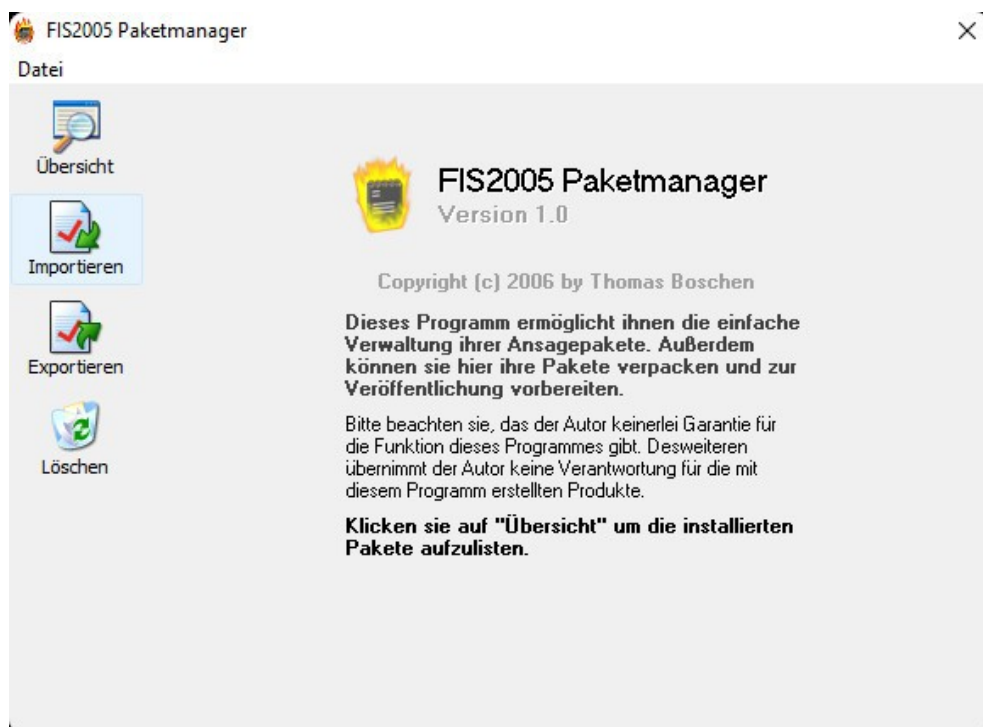 FIS2005 Paketmanager
Datei
Übersicht
Importieren
Exportieren
Löschen
FIS2005 Paketmanager
Version 1.0
Copyright (c) 2006 by Thomas Boschen
Dieses Programm ermöglicht ihnen die einfache
Verwaltung ihrer Ansagepakete. Außerdem
können sie hier ihre Pakete verpacken und zur
Veröffentlichung vorbereiten.
Bitte beachten sie, das der Autor keinerlei Garantie für
die Funktion dieses Programmes gibt. Desweiteren
übernimmt der Autor keine Verantwortung für die mit
diesem Programm erstellten Produkte.
Klicken sie auf "Übersicht" um die installierten
Pakete aufzulisten.